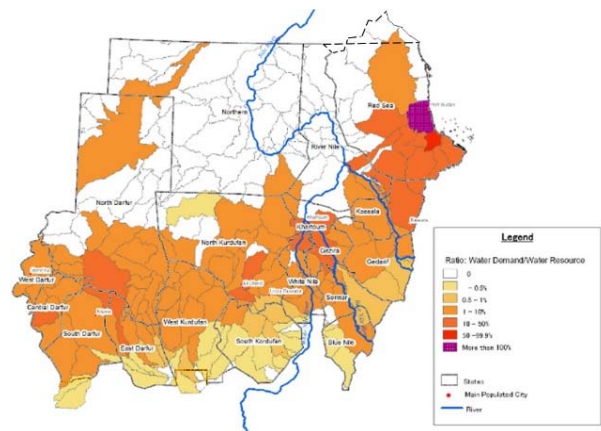 Red Sea
Northern
River Nile
North Darfur
Khartoum
Kassala
North Kurdufan
Gezira
Gedaref
West Darfur
White Nile
Central Darfur
Sennar
South Darfur
West Kurdufan
East Darfur
South Kordufan
Blue Nile
Legend
Ratio: Water Demand/Water Resource
0
- 0.5%
0.5 - 1%
1 - 10%
10 - 50%
50 -99.9%
More than 100%
States
Main Populated City
River